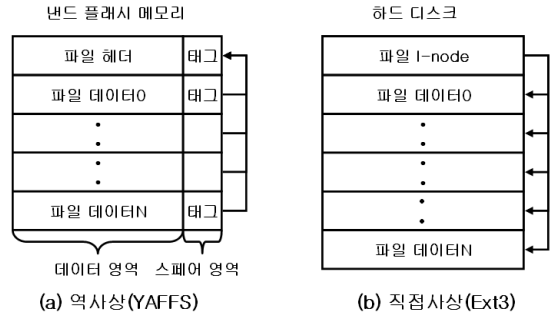 낸드 플래시 메모리
파일 헤더 태그
파일 데이터0 태그
파일 데이터N 태그
데이터 영역 스페어 영역
(a) 역사상(YAFFS)
하드 디스크
파일 I-node
파일 데이터0
파일 데이터N
(b) 직접사상(Ext3)